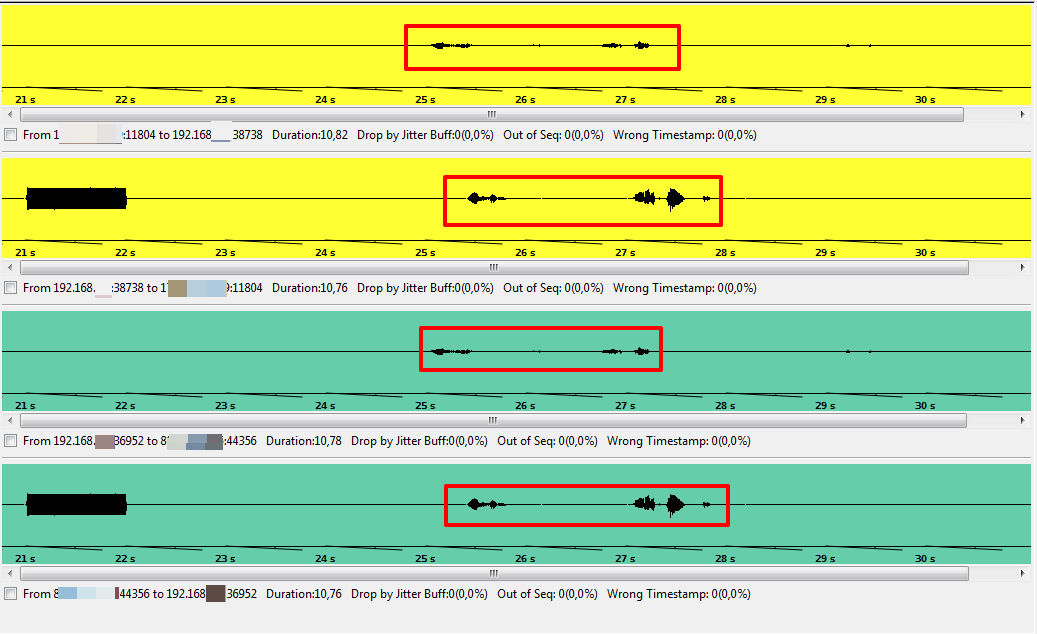 21 s 22 s 23 s 24 s 25 s 26 s 27 s 28 s 29 s 30 s
From 1 :11804 to 192.168. 38738 Duration:10,82 Drop by Jitter Buff:0(0,0%) Out of Seq: 0(0,0%) Wrong Timestamp: 0(0,0%)
21 s 22 s 23 s 24 s 25 s 26 s 27 s 28 s 29 s 30 s
From 192.168. :38738 to 1 :11804 Duration:10,76 Drop by Jitter Buff:0(0,0%) Out of Seq: 0(0,0%) Wrong Timestamp: 0(0,0%)
21 s 22 s 23 s 24 s 25 s 26 s 27 s 28 s 29 s 30 s
From 192.168. 36952 to 8 :44356 Duration:10,78 Drop by Jitter Buff:0(0,0%) Out of Seq: 0(0,0%) Wrong Timestamp: 0(0,0%)
21 s 22 s 23 s 24 s 25 s 26 s 27 s 28 s 29 s 30 s
From 8 44356 to 192.168 36952 Duration:10,76 Drop by Jitter Buff:0(0,0%) Out of Seq: 0(0,0%) Wrong Timestamp: 0(0,0%)